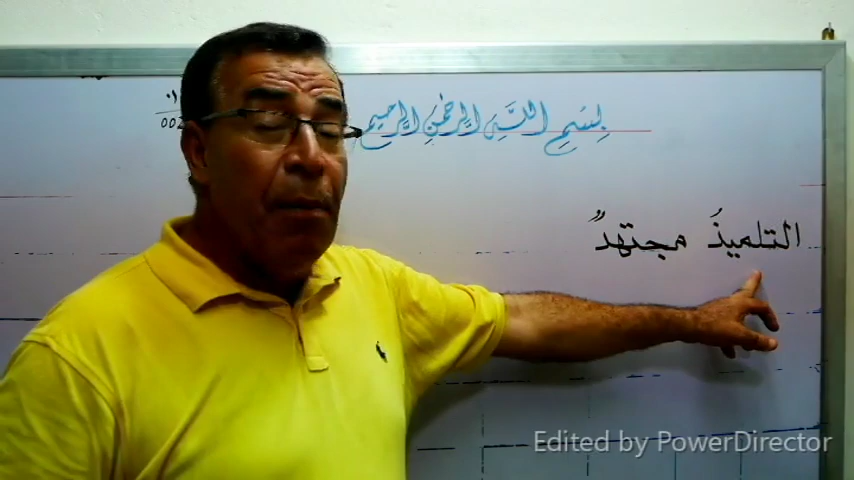 بِسْمِ اللَّهِ الرَّحْمٰنِ الرَّحِيمِ
التلميذُ مجتهدٌ
Edited by PowerDirector